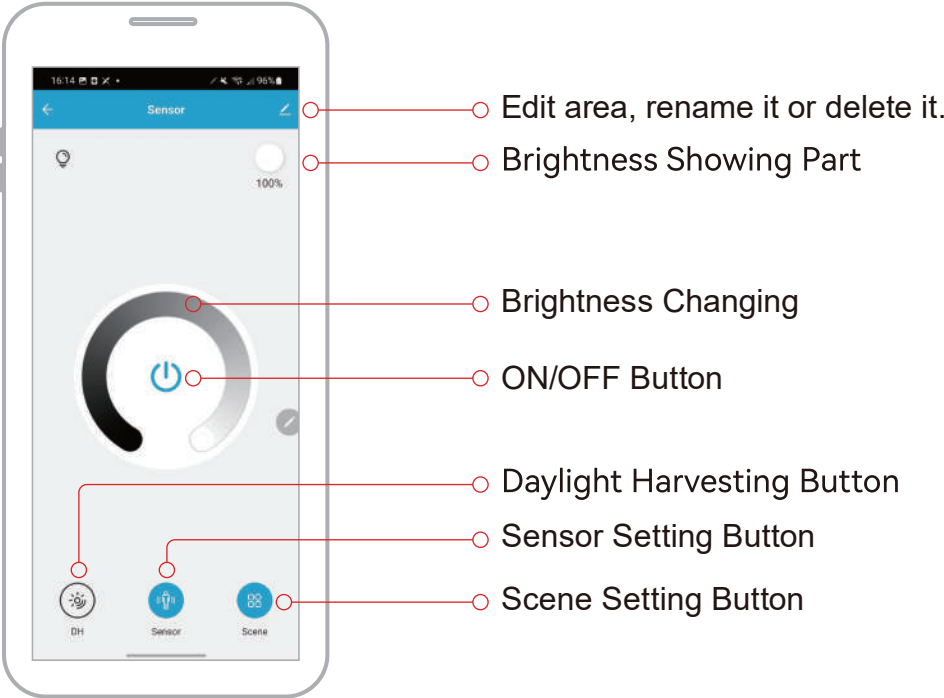 16:14
96%
Sensor
Edit area, rename it or delete it.
Brightness Showing Part
100%
Brightness Changing
ON/OFF Button
Daylight Harvesting Button
Sensor Setting Button
Scene Setting Button
DH
Sensor
Scene